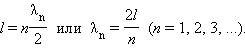 l = n λₙ/2 или λₙ = 2l/n (n = 1, 2, 3, ...).